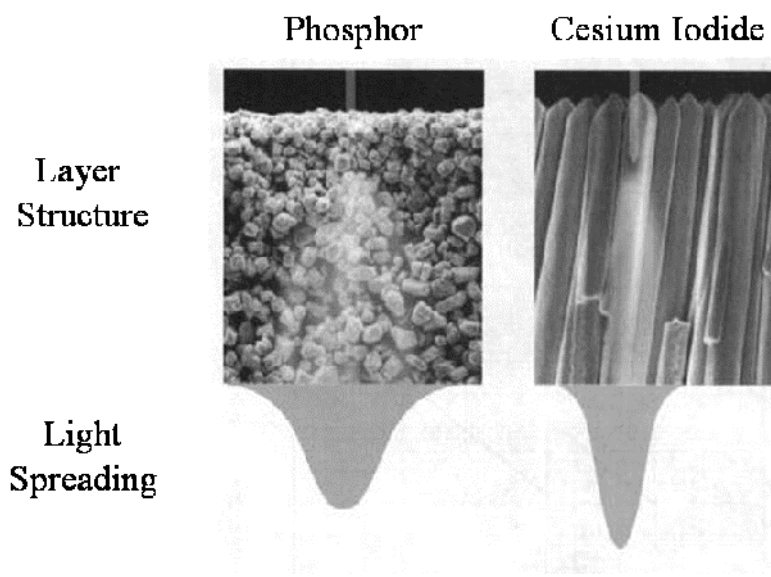 Phosphor
Cesium Iodide
Layer
Structure
Light
Spreading